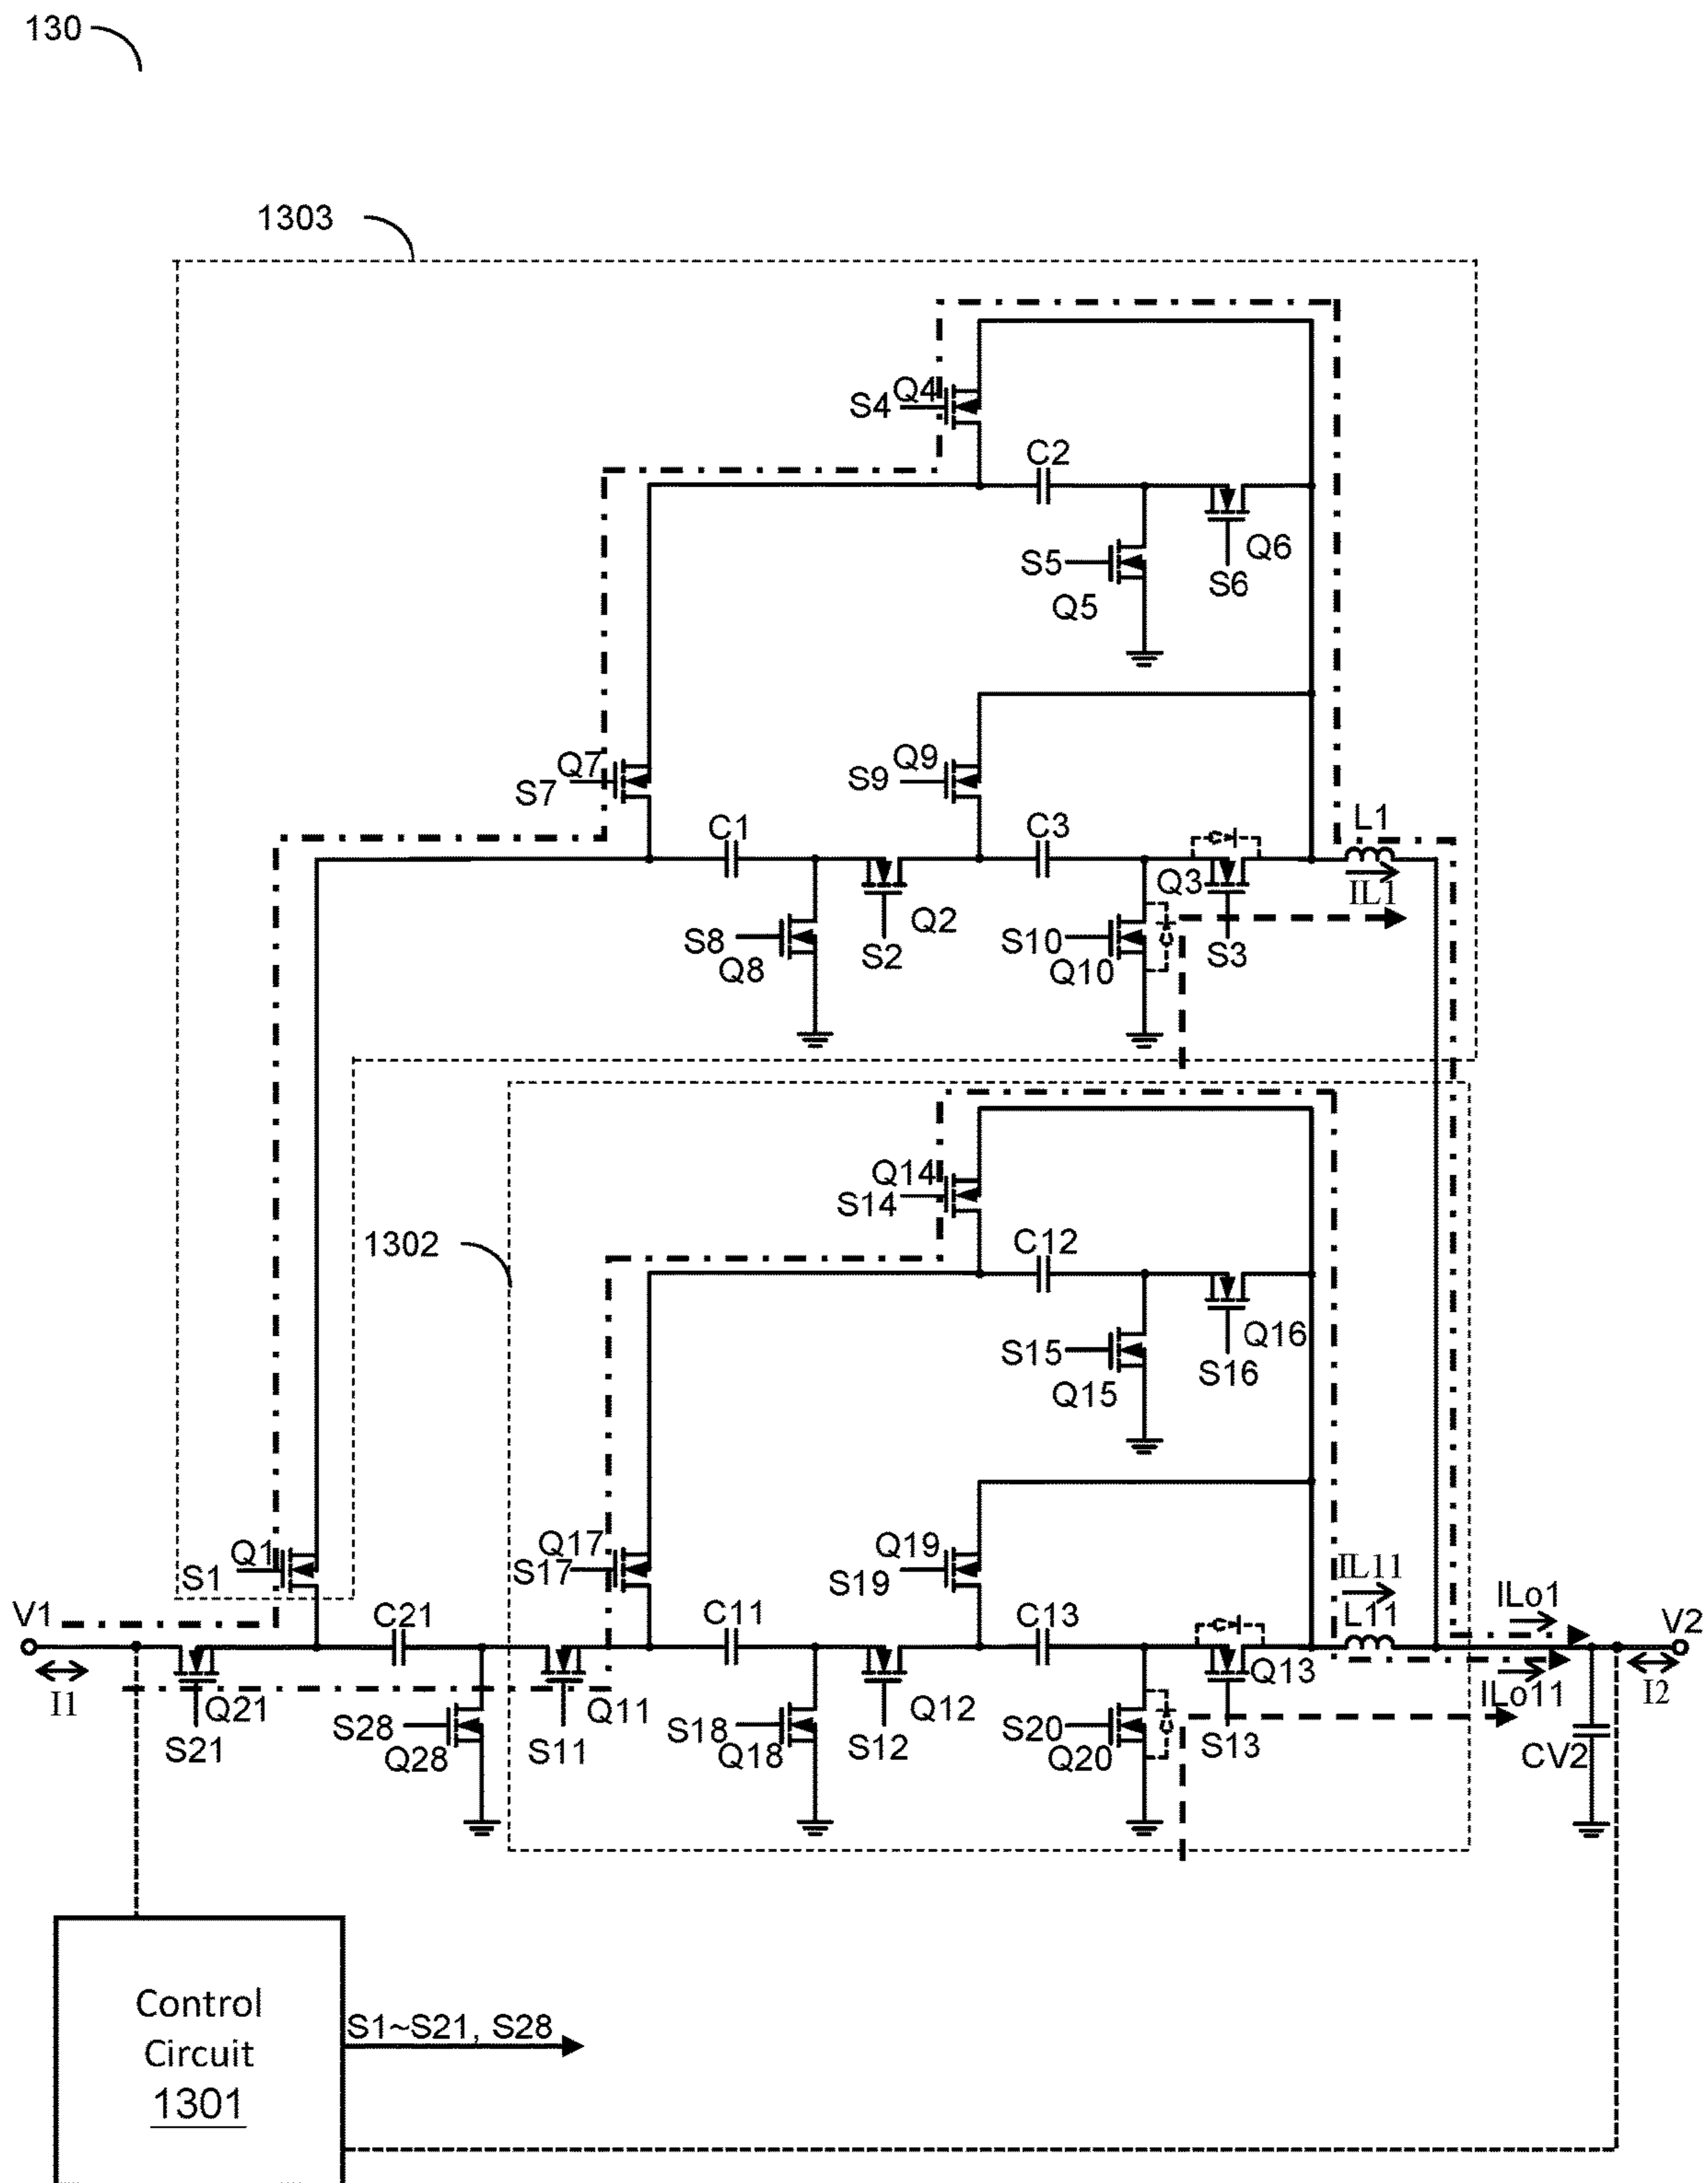 130
1303
Q4
S4
C2
S5
Q5
Q6
S6
Q7
S7
Q9
S9
C1
C3
L1
IL1
Q3
Q2
S8
Q8
S2
S10
Q10
S3
Q14
S14
1302
C12
S15
Q15
Q16
S16
Q1
S1
Q17
S17
Q19
S19
IL11
L11
ILo1
V1
C21
C11
C13
V2
I1
Q21
S21
S28
Q28
Q11
S11
S18
Q18
Q12
S12
S20
Q20
Q13
S13
ILo11
I2
CV2
Control
Circuit
1301
S1~S21, S28